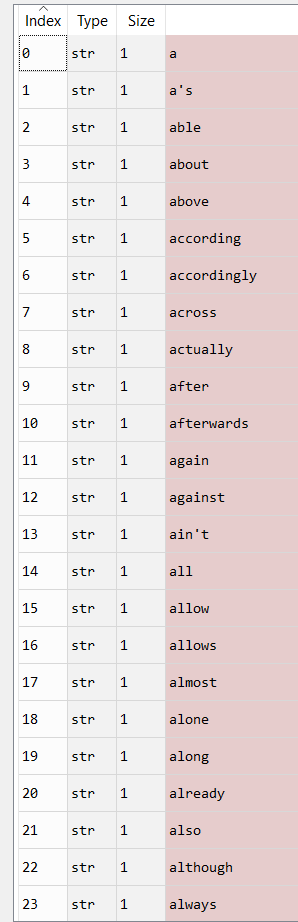 Index Type Size
0 str 1 a
1 str 1 a's
2 str 1 able
3 str 1 about
4 str 1 above
5 str 1 according
6 str 1 accordingly
7 str 1 across
8 str 1 actually
9 str 1 after
10 str 1 afterwards
11 str 1 again
12 str 1 against
13 str 1 ain't
14 str 1 all
15 str 1 allow
16 str 1 allows
17 str 1 almost
18 str 1 alone
19 str 1 along
20 str 1 already
21 str 1 also
22 str 1 although
23 str 1 always